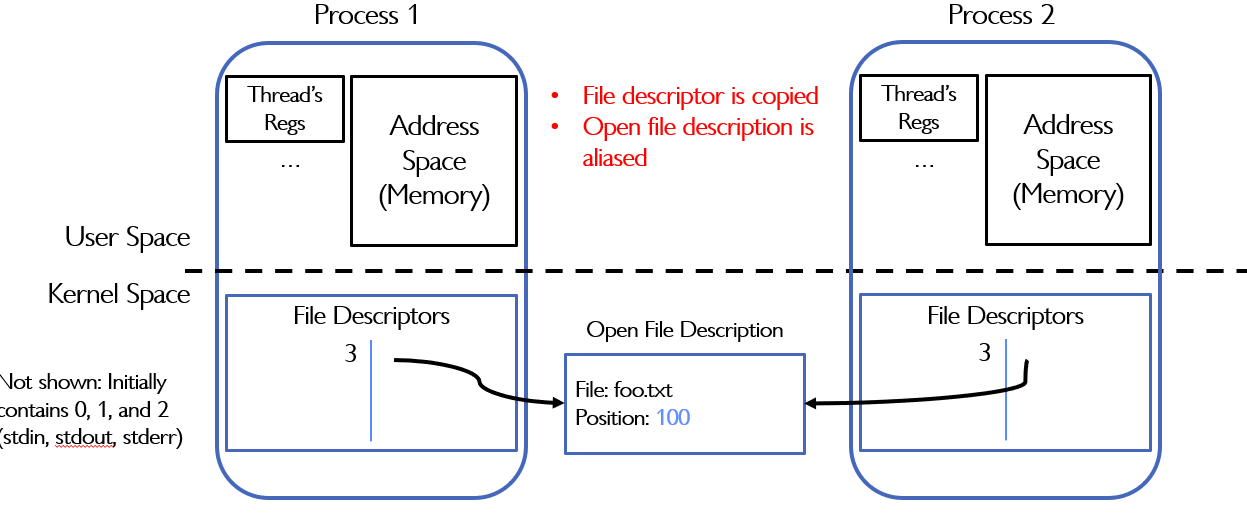 Process 1
Process 2
Thread's
Regs
...
Address
Space
(Memory)
• File descriptor is copied
• Open file description is
aliased
Thread's
Regs
...
Address
Space
(Memory)
User Space
Kernel Space
File Descriptors
3
Open File Description
File: foo.txt
Position: 100
File Descriptors
3
Not shown: Initially
contains 0, 1, and 2
(stdin, stdout, stderr)